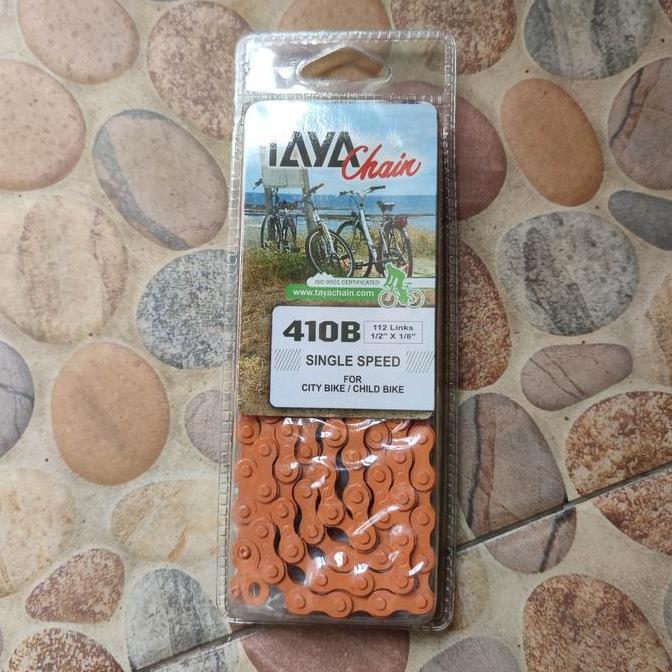 TAYA Chain
ISO 9001 CERTIFICATED
www.tayachain.com
410B
112 Links
1/2" X 1/8"
SINGLE SPEED
FOR
CITY BIKE / CHILD BIKE